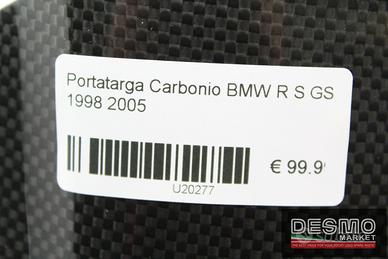 Portatarga Carbonio BMW R S GS
1998 2005
€ 99.9
U20277
DESMO
MARKET